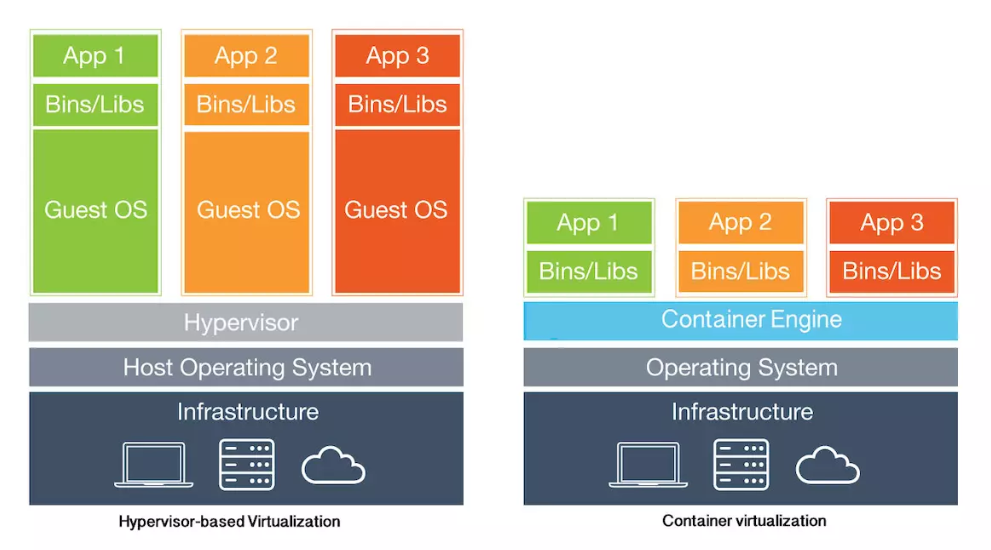 App 1
App 2
App 3
Bins/Libs
Bins/Libs
Bins/Libs
Guest OS
Guest OS
Guest OS
Hypervisor
Host Operating System
Infrastructure
Hypervisor-based Virtualization
App 1
App 2
App 3
Bins/Libs
Bins/Libs
Bins/Libs
Container Engine
Operating System
Infrastructure
Container virtualization